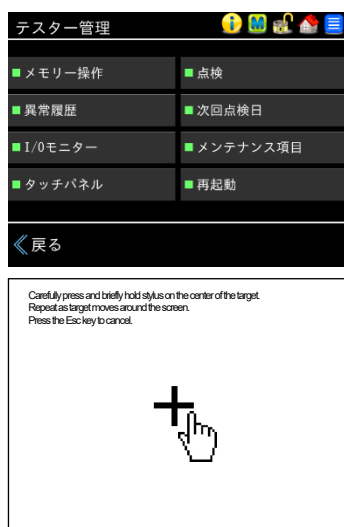 テスター管理
i M
メモリー操作
点検
異常履歴
次回点検日
I/Oモニター
メンテナンス項目
タッチパネル
再起動
戻る
Carefully press and briefly hold stylus on the center of the target.
Repeat as target moves around the screen.
Press the Esc key to cancel.